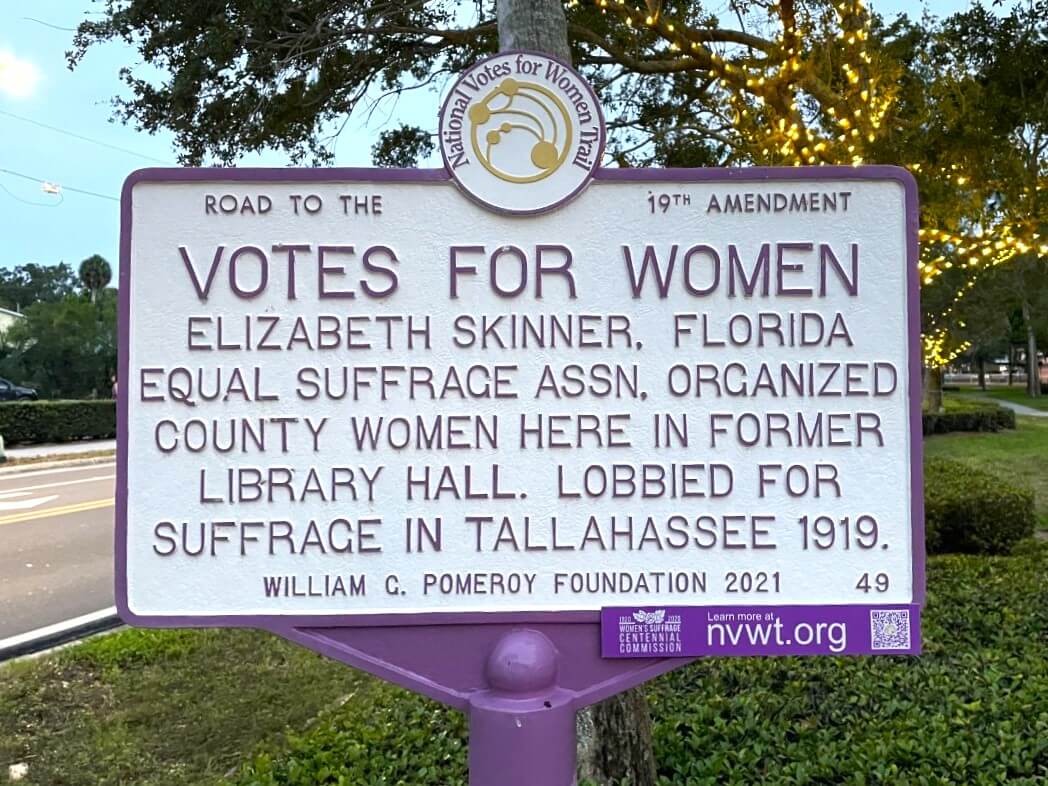 National Votes for Women Trail
ROAD TO THE 19TH AMENDMENT
VOTES FOR WOMEN
ELIZABETH SKINNER, FLORIDA
EQUAL SUFFRAGE ASSN, ORGANIZED
COUNTY WOMEN HERE IN FORMER
LIBRARY HALL. LOBBIED FOR
SUFFRAGE IN TALLAHASSEE 1919.
WILLIAM G. POMEROY FOUNDATION 2021 49
1920 2020
WOMEN'S SUFFRAGE
CENTENNIAL
COMMISSION
Learn more at
nvwt.org